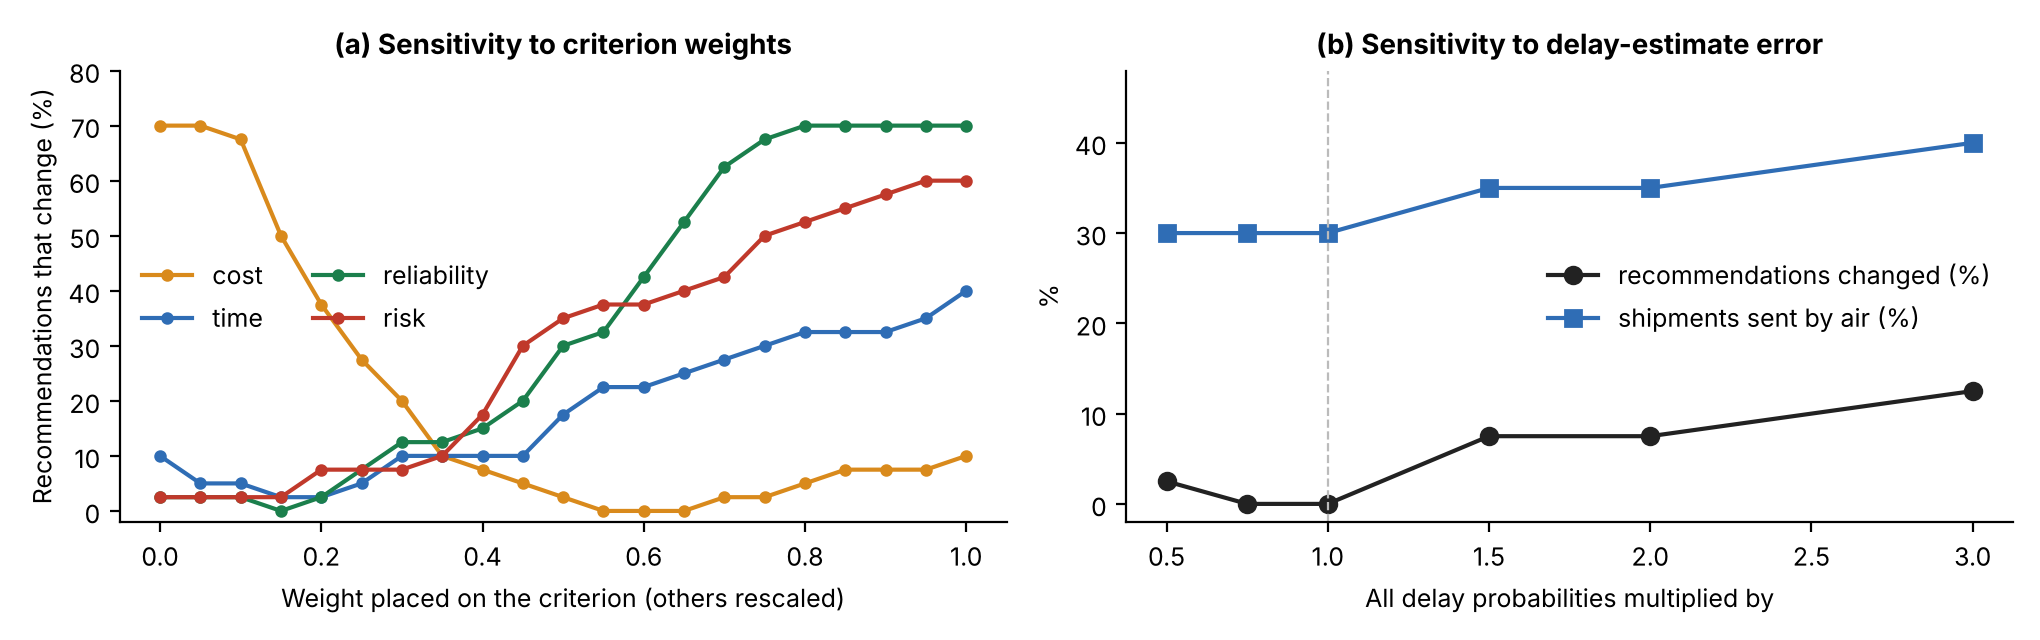 (a) Sensitivity to criterion weights
Recommendations that change (%)
80
70
60
50
40
30
20
10
0
cost
time
reliability
risk
0.0 0.2 0.4 0.6 0.8 1.0
Weight placed on the criterion (others rescaled)
(b) Sensitivity to delay-estimate error
%
40
30
20
10
0
recommendations changed (%)
shipments sent by air (%)
0.5 1.0 1.5 2.0 2.5 3.0
All delay probabilities multiplied by